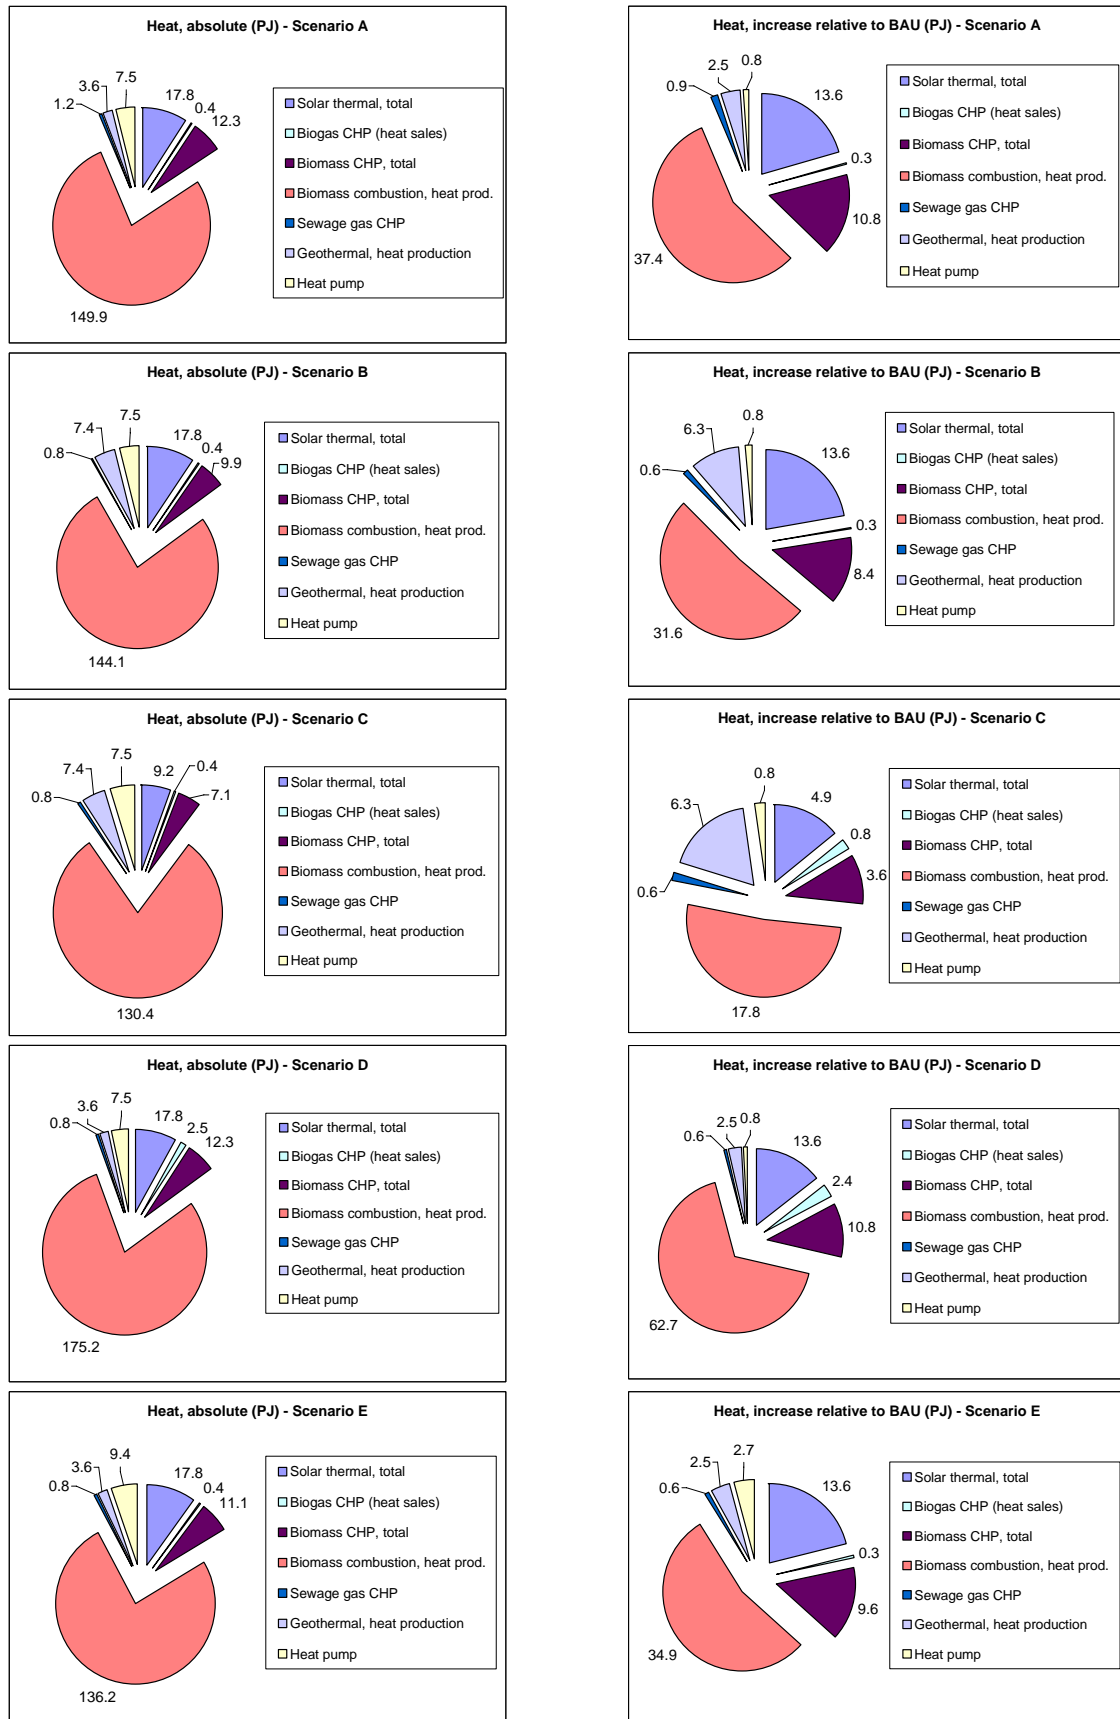 Heat, absolute (PJ) - Scenario A
7.5
3.6
17.8
1.2
0.4
12.3
149.9
Solar thermal, total
Biogas CHP (heat sales)
Biomass CHP, total
Biomass combustion, heat prod.
Sewage gas CHP
Geothermal, heat production
Heat pump
Heat, increase relative to BAU (PJ) - Scenario A
0.8
2.5
0.9
13.6
0.3
10.8
37.4
Solar thermal, total
Biogas CHP (heat sales)
Biomass CHP, total
Biomass combustion, heat prod.
Sewage gas CHP
Geothermal, heat production
Heat pump
Heat, absolute (PJ) - Scenario B
7.5
7.4
17.8
0.8
0.4
9.9
144.1
Solar thermal, total
Biogas CHP (heat sales)
Biomass CHP, total
Biomass combustion, heat prod.
Sewage gas CHP
Geothermal, heat production
Heat pump
Heat, increase relative to BAU (PJ) - Scenario B
0.8
6.3
13.6
0.6
0.3
8.4
31.6
Solar thermal, total
Biogas CHP (heat sales)
Biomass CHP, total
Biomass combustion, heat prod.
Sewage gas CHP
Geothermal, heat production
Heat pump
Heat, absolute (PJ) - Scenario C
7.5
9.2
0.4
7.4
0.8
7.1
130.4
Solar thermal, total
Biogas CHP (heat sales)
Biomass CHP, total
Biomass combustion, heat prod.
Sewage gas CHP
Geothermal, heat production
Heat pump
Heat, increase relative to BAU (PJ) - Scenario C
0.8
4.9
6.3
0.8
3.6
0.6
17.8
Solar thermal, total
Biogas CHP (heat sales)
Biomass CHP, total
Biomass combustion, heat prod.
Sewage gas CHP
Geothermal, heat production
Heat pump
Heat, absolute (PJ) - Scenario D
7.5
3.6
17.8
0.8
2.5
12.3
175.2
Solar thermal, total
Biogas CHP (heat sales)
Biomass CHP, total
Biomass combustion, heat prod.
Sewage gas CHP
Geothermal, heat production
Heat pump
Heat, increase relative to BAU (PJ) - Scenario D
2.5
0.8
0.6
13.6
2.4
10.8
62.7
Solar thermal, total
Biogas CHP (heat sales)
Biomass CHP, total
Biomass combustion, heat prod.
Sewage gas CHP
Geothermal, heat production
Heat pump
Heat, absolute (PJ) - Scenario E
9.4
3.6
17.8
0.8
0.4
11.1
136.2
Solar thermal, total
Biogas CHP (heat sales)
Biomass CHP, total
Biomass combustion, heat prod.
Sewage gas CHP
Geothermal, heat production
Heat pump
Heat, increase relative to BAU (PJ) - Scenario E
2.7
2.5
0.6
13.6
0.3
9.6
34.9
Solar thermal, total
Biogas CHP (heat sales)
Biomass CHP, total
Biomass combustion, heat prod.
Sewage gas CHP
Geothermal, heat production
Heat pump